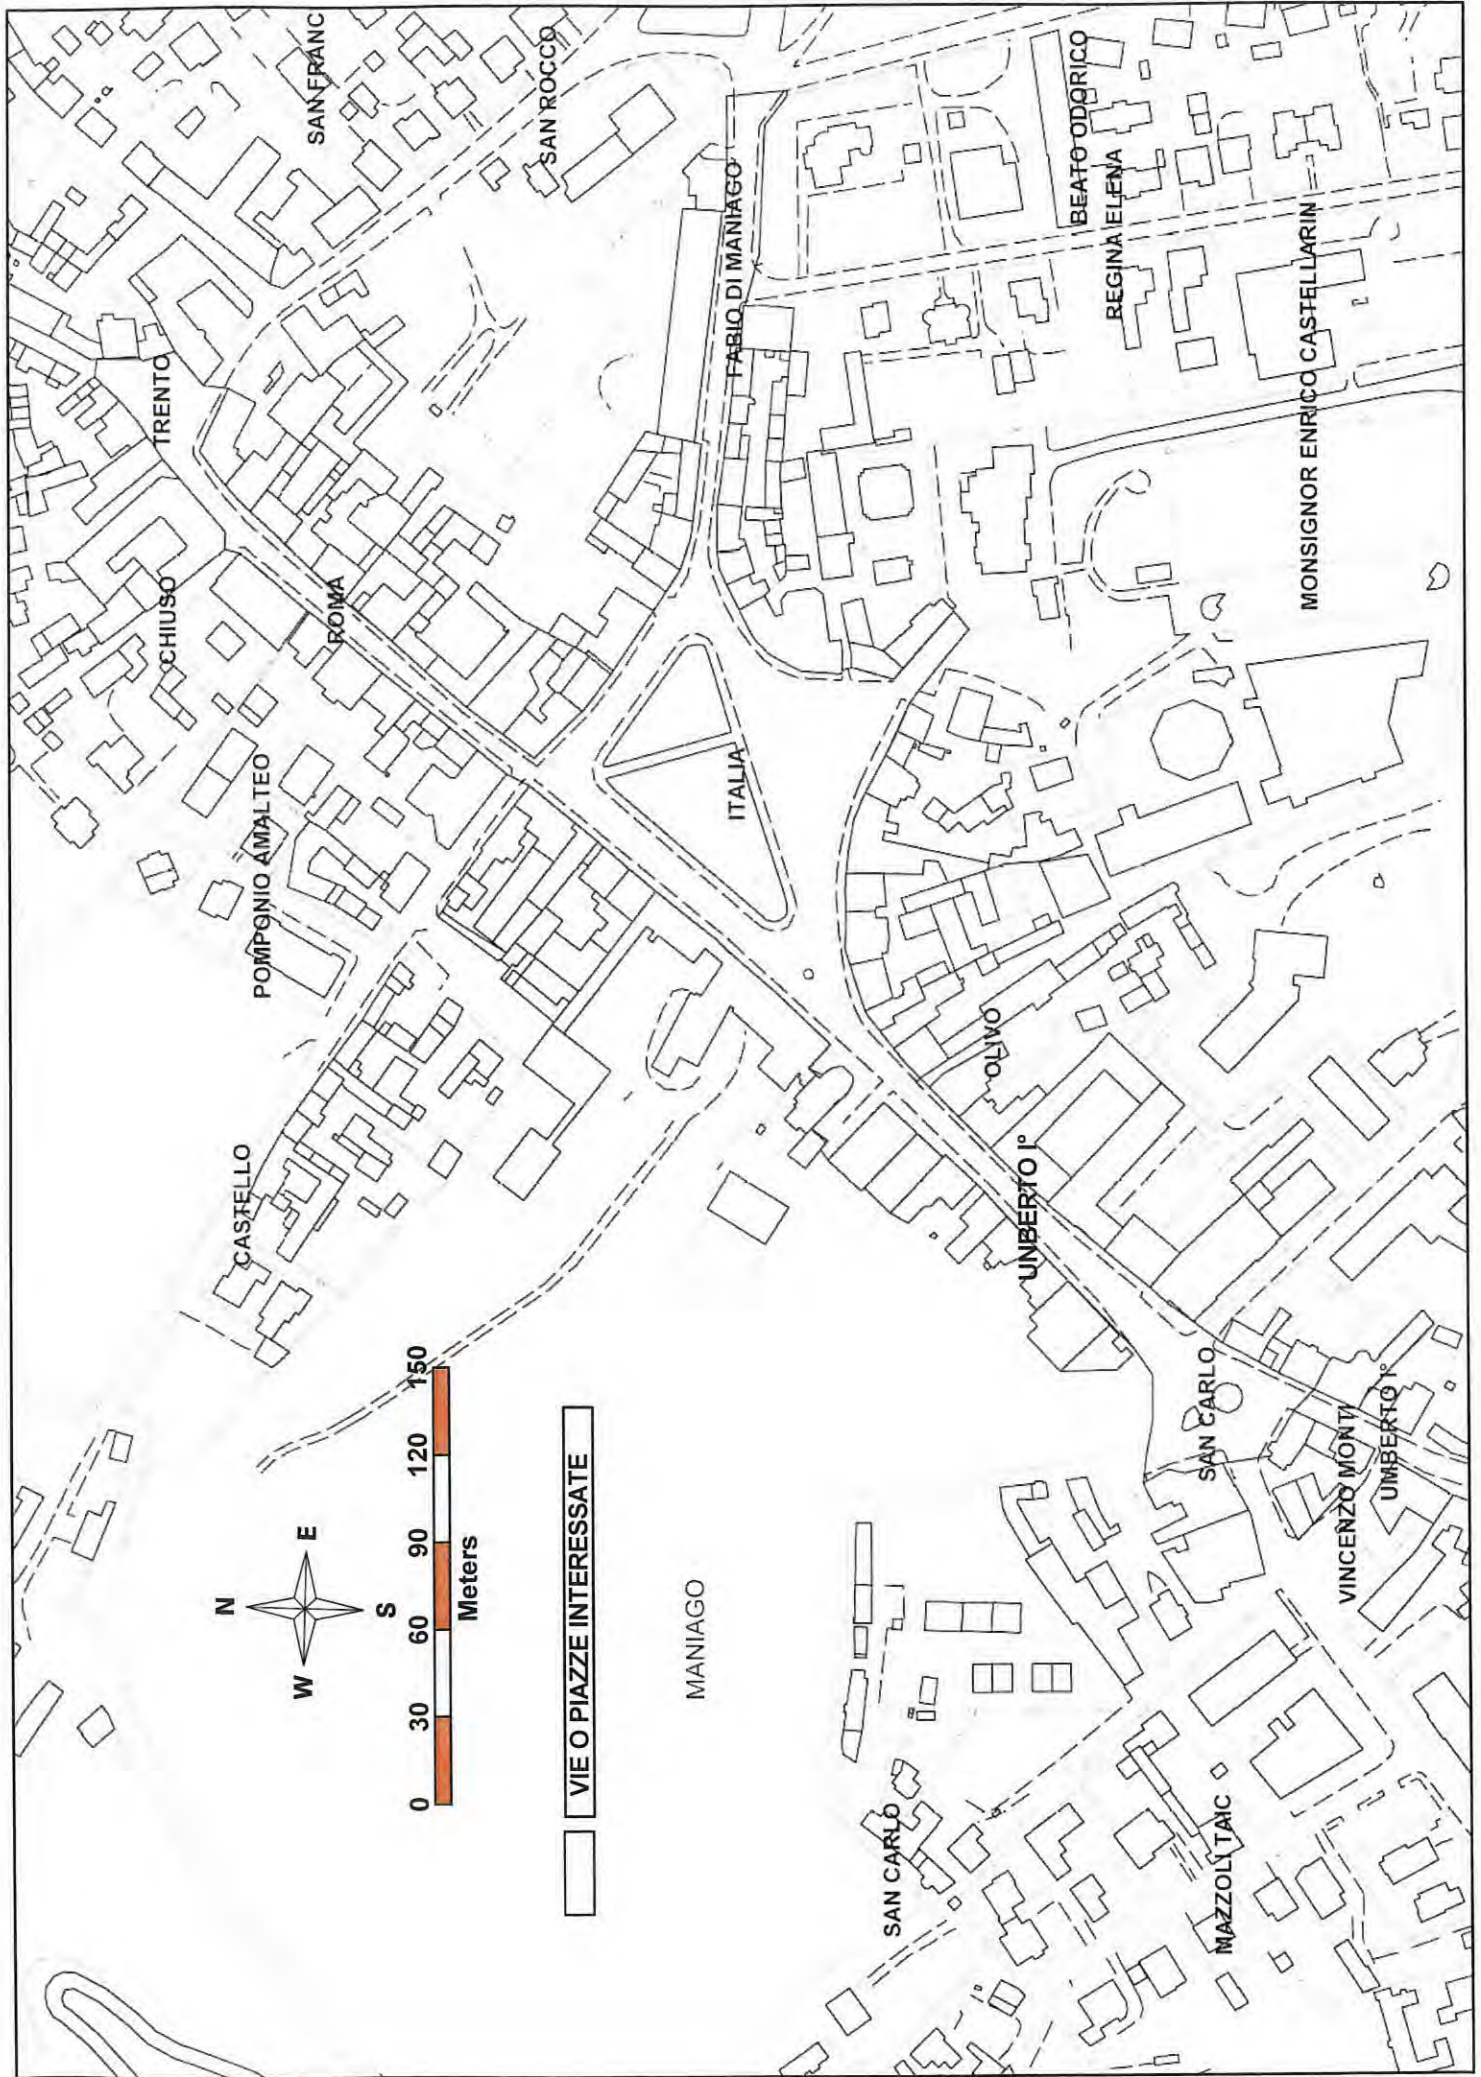 CHIUSO
TRENTO
N
CASTELLO
POMPONIO AMALTEO
W E
SAN FRANC
ROMA
S
0 30 60 90 120 150
Meters
SAN ROCCO
VIE O PIAZZE INTERESSATE
MANIAGO
ITALIA
FABIO DI MANIAGO
SAN CARLO
OLIVO
UNBERTO I°
BEATO ODORICO
REGINA ELENA
SAN CARLO
MAZZOLI TAIC
MONSIGNOR ENRICO CASTELLARIN
VINCENZO MONTI
UMBERTO I°